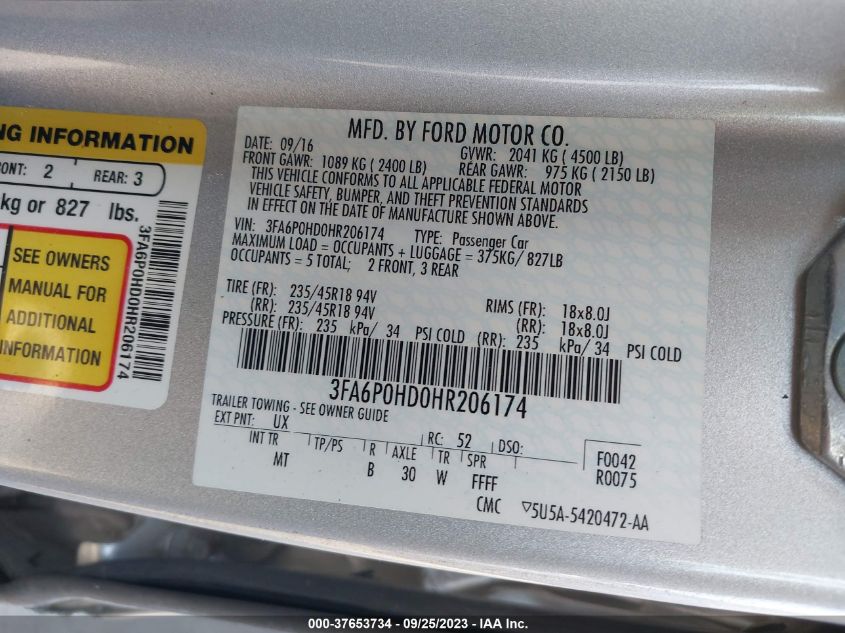 NG INFORMATION
ONT: 2 REAR: 3
kg or 827 lbs.
SEE OWNERS
MANUAL FOR
ADDITIONAL
INFORMATION
3FA6P0HD0HR206174
MFD. BY FORD MOTOR CO.
DATE: 09/16 GVWR: 2041 KG ( 4500 LB)
FRONT GAWR: 1089 KG ( 2400 LB) REAR GAWR: 975 KG ( 2150 LB)
THIS VEHICLE CONFORMS TO ALL APPLICABLE FEDERAL MOTOR
VEHICLE SAFETY, BUMPER, AND THEFT PREVENTION STANDARDS
IN EFFECT ON THE DATE OF MANUFACTURE SHOWN ABOVE.
VIN: 3FA6P0HD0HR206174 TYPE: Passenger Car
MAXIMUM LOAD = OCCUPANTS + LUGGAGE = 375KG/ 827LB
OCCUPANTS = 5 TOTAL; 2 FRONT, 3 REAR
TIRE (FR): 235/45R18 94V RIMS (FR): 18x8.0J
(RR): 235/45R18 94V (RR): 18x8.0J
PRESSURE (FR): 235 kPa/ 34 PSI COLD (RR): 235 kPa/ 34 PSI COLD
3FA6P0HD0HR206174
TRAILER TOWING - SEE OWNER GUIDE
EXT PNT: UX RC: 52 DSO: F0042
INT TR TP/PS R AXLE TR SPR R0075
MT B 30 W FFFF
CMC ▽5U5A-5420472-AA
000-37653734 - 09/25/2023 - IAA Inc.